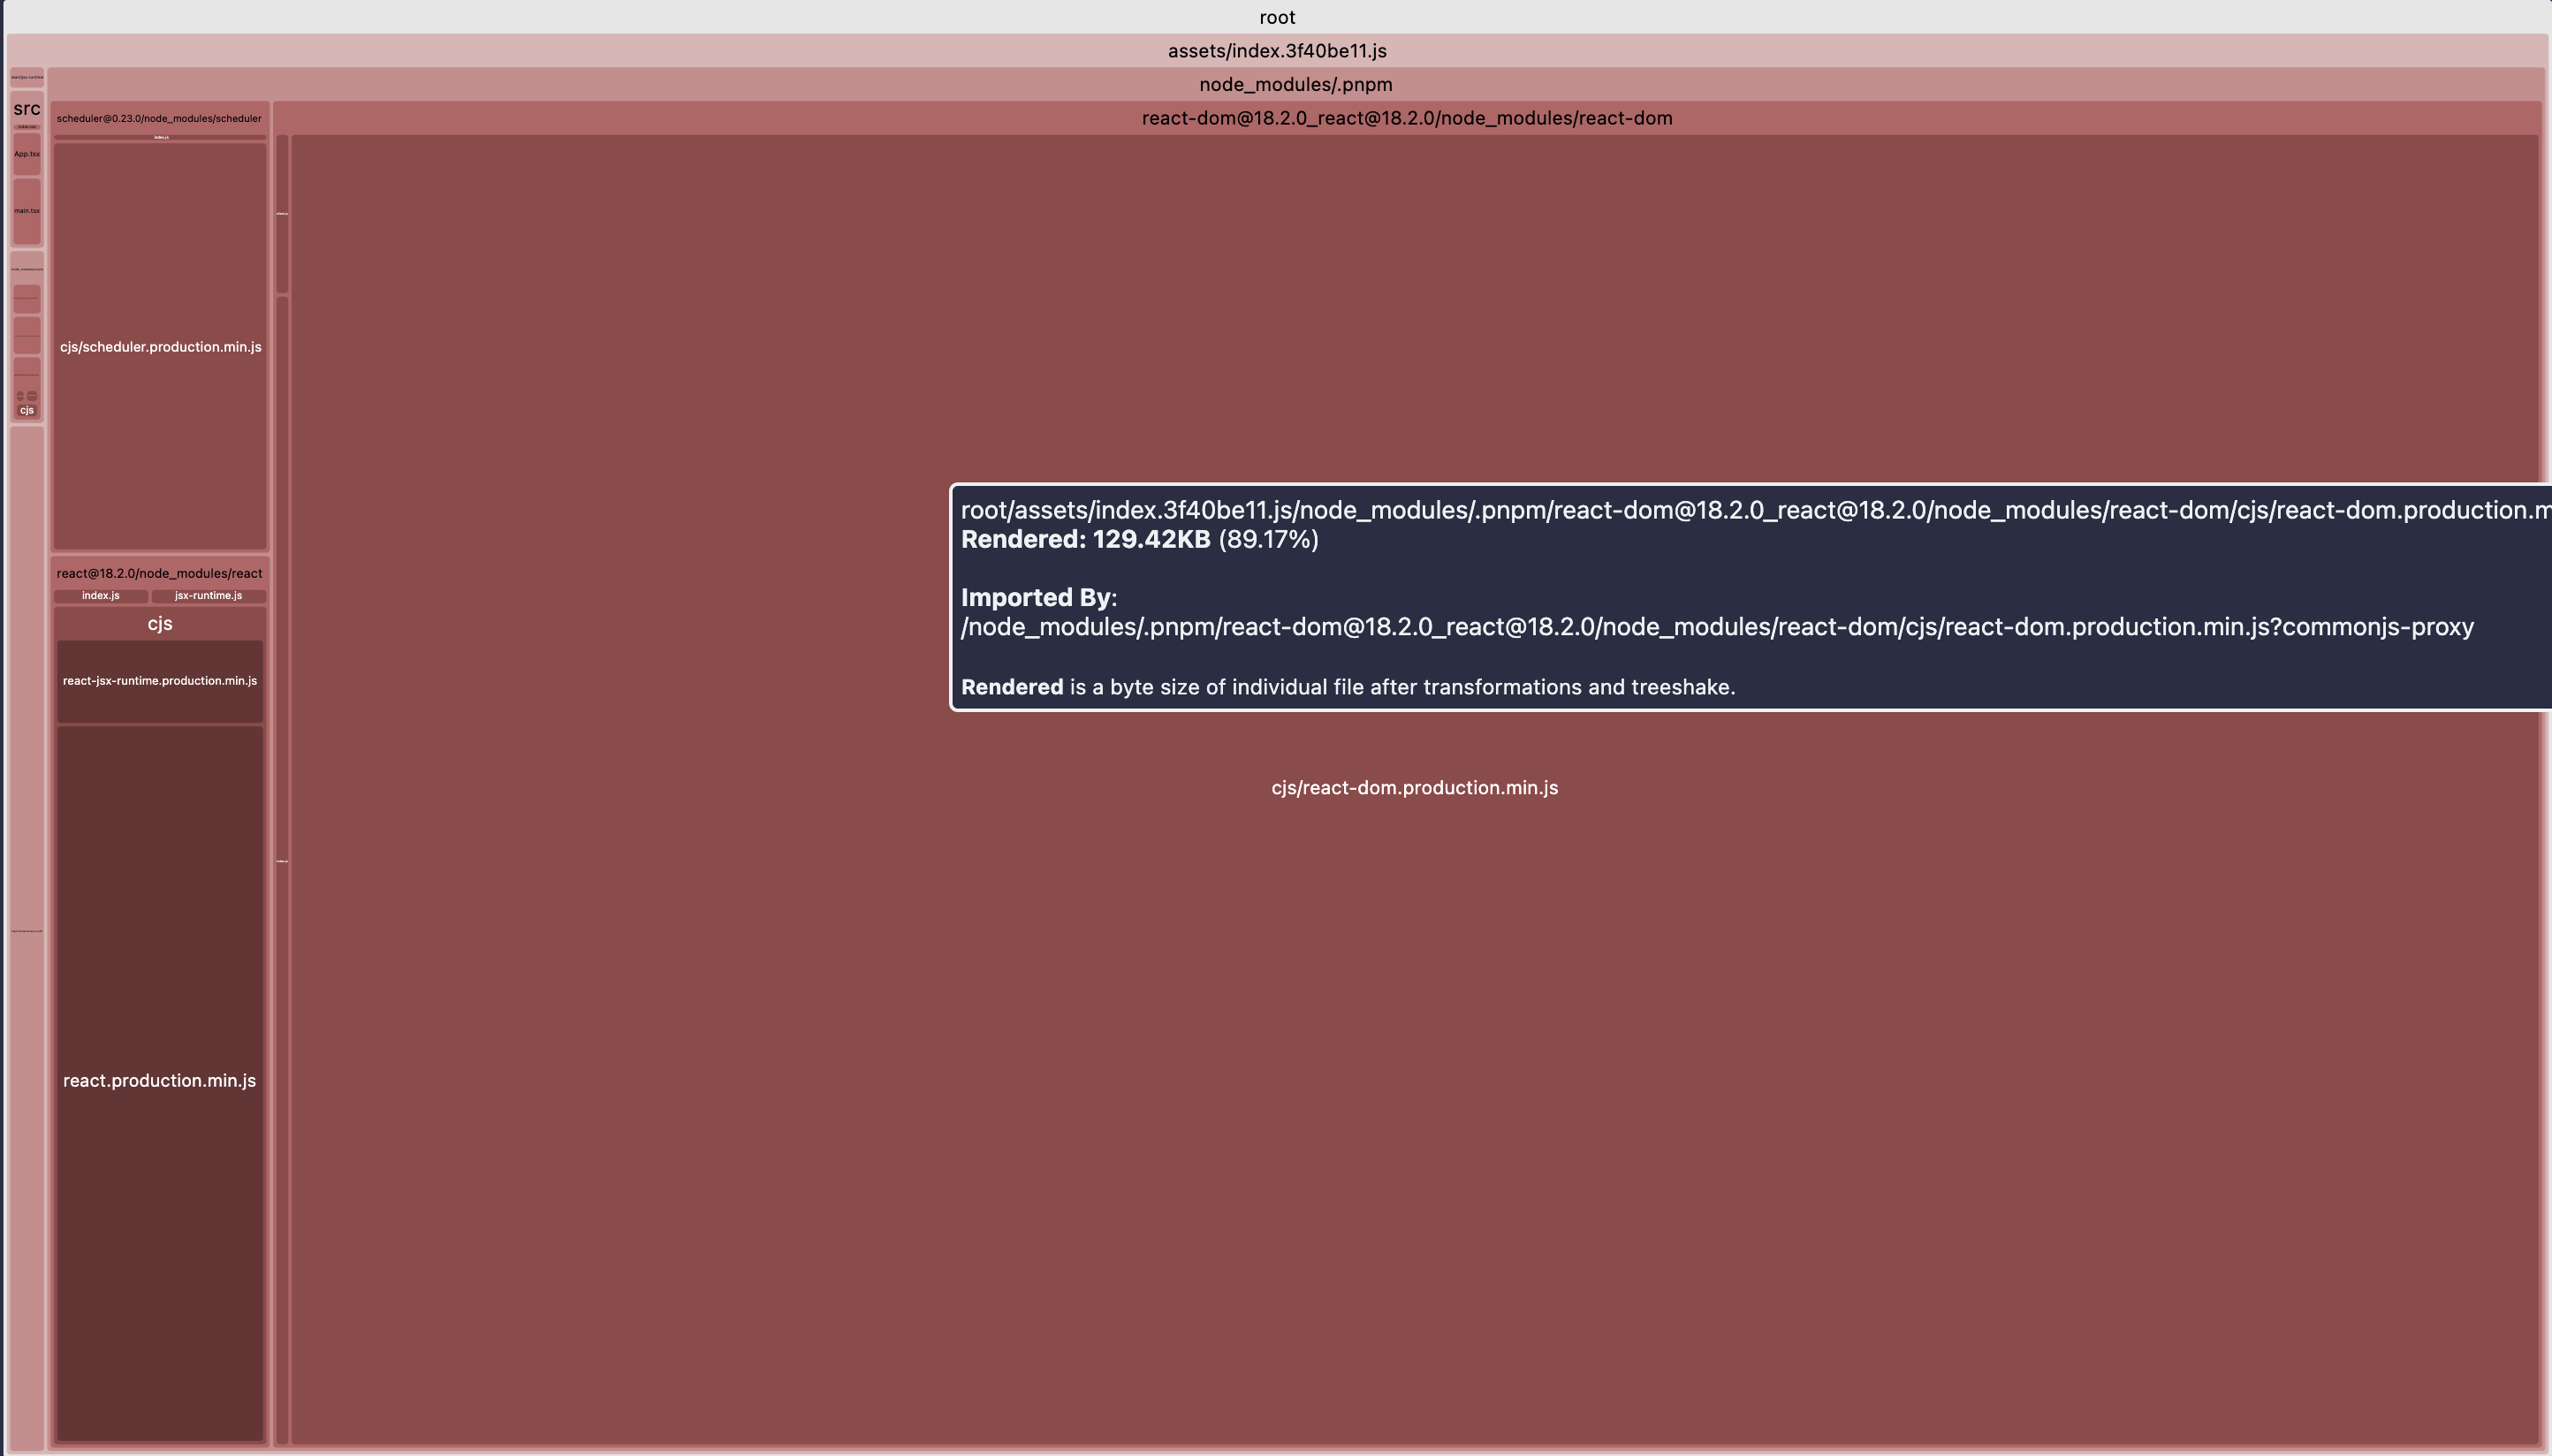 root
assets/index.3f40be11.js
node_modules/.pnpm
src
App.tsx
main.tsx
cjs
scheduler@0.23.0/node_modules/scheduler
index.js
cjs/scheduler.production.min.js
react@18.2.0/node_modules/react
index.js
jsx-runtime.js
cjs
react-jsx-runtime.production.min.js
react.production.min.js
react-dom@18.2.0_react@18.2.0/node_modules/react-dom
root/assets/index.3f40be11.js/node_modules/.pnpm/react-dom@18.2.0_react@18.2.0/node_modules/react-dom/cjs/react-dom.production.m
Rendered: 129.42KB (89.17%)
Imported By:
/node_modules/.pnpm/react-dom@18.2.0_react@18.2.0/node_modules/react-dom/cjs/react-dom.production.min.js?commonjs-proxy
Rendered is a byte size of individual file after transformations and treeshake.
cjs/react-dom.production.min.js